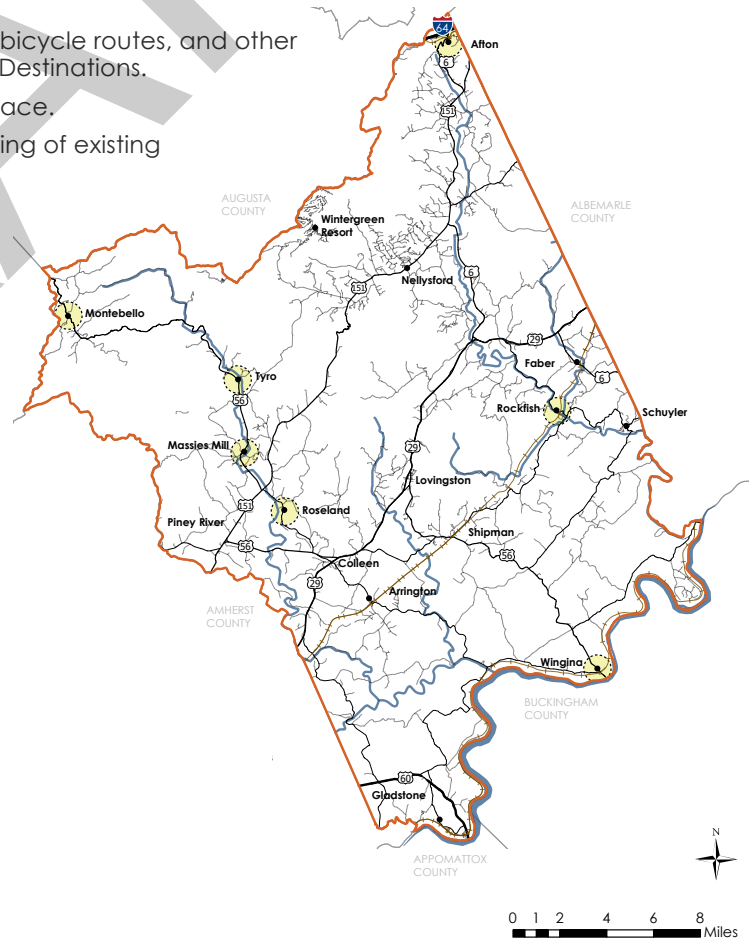 bicycle routes, and other
Destinations.
ace.
ing of existing
64
Afton
6
151
AUGUSTA
COUNTY
ALBEMARLE
COUNTY
Wintergreen
Resort
Nellysford
6
151
Montebello
29
Faber
Tyro
6
56
Rockfish
Schuyler
Massies Mill
29
Lovingston
151
Roseland
Piney River
Shipman
56
56
Colleen
29
Arrington
AMHERST
COUNTY
Wingina
BUCKINGHAM
COUNTY
60
Gladstone
APPOMATTOX
COUNTY
N
0 1 2 4 6 8
Miles